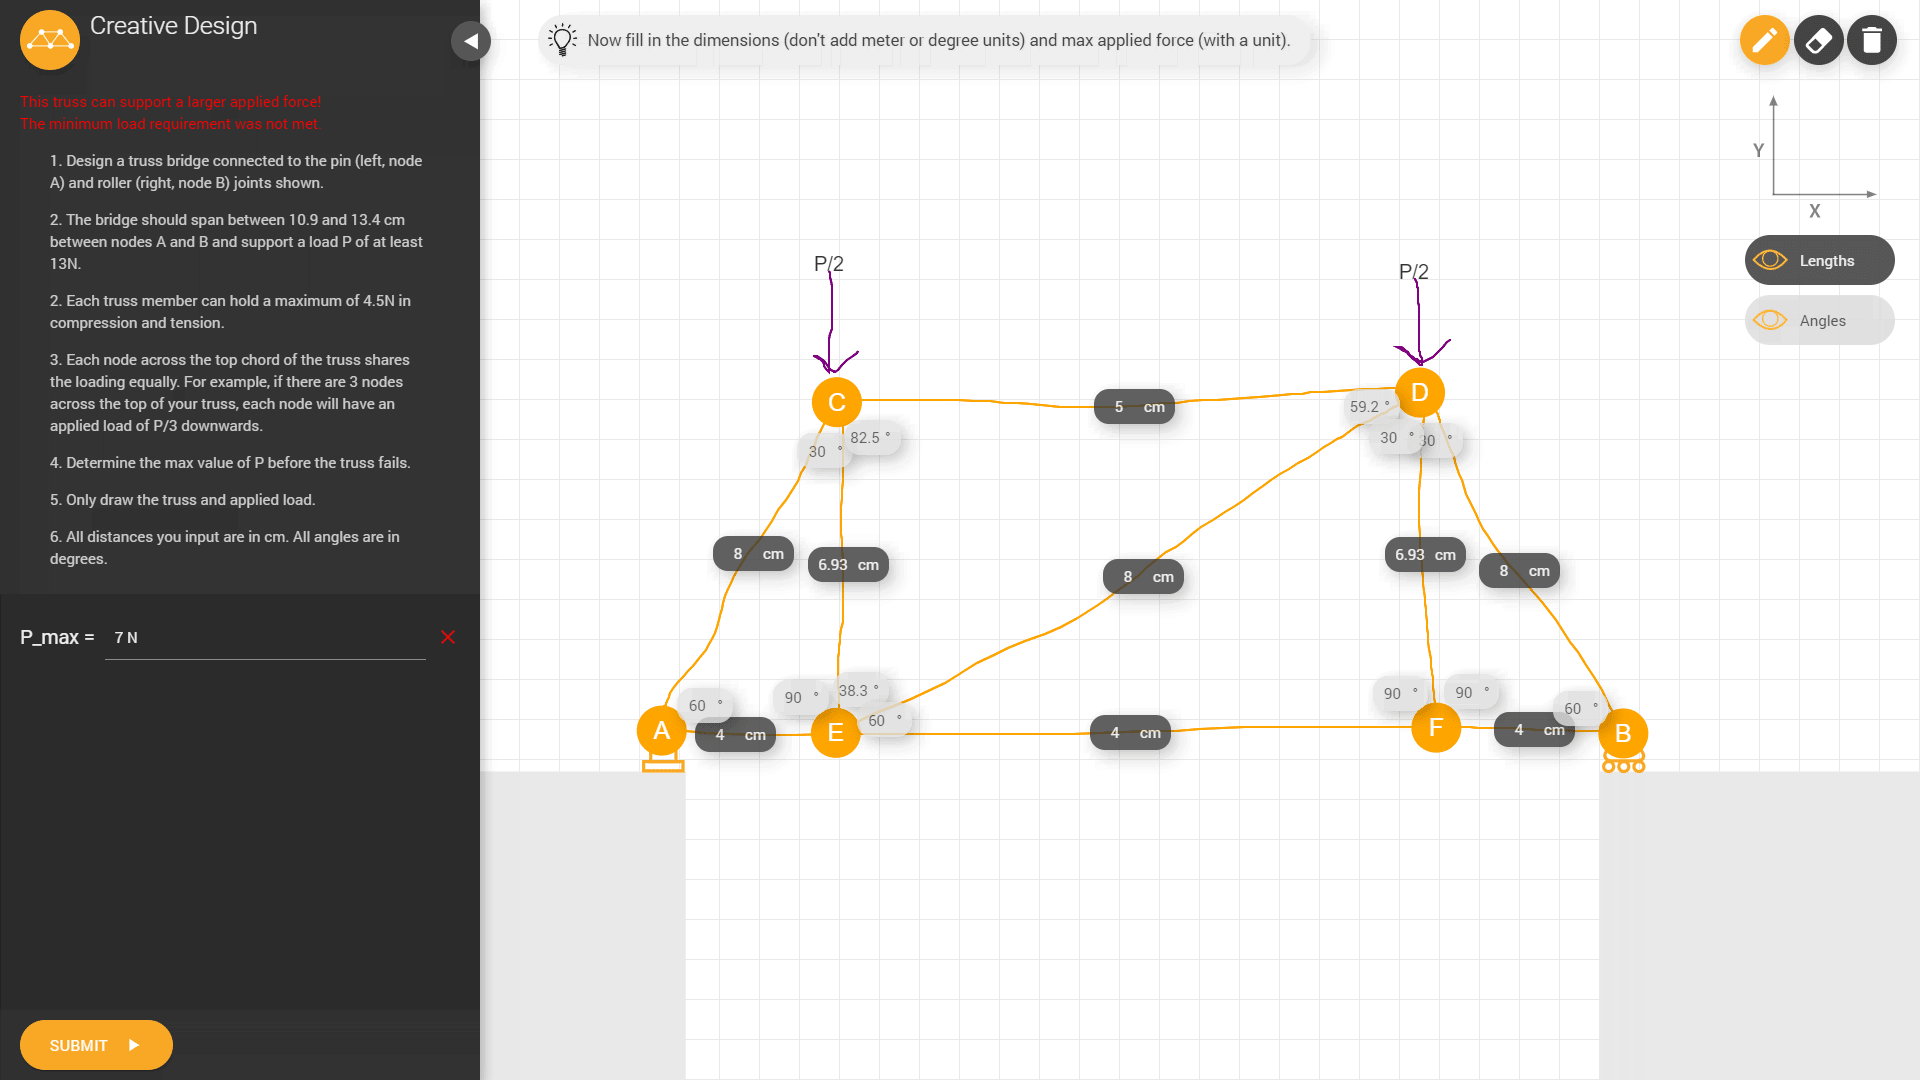 Creative Design
Now fill in the dimensions (don't add meter or degree units) and max applied force (with a unit).
This truss can support a larger applied force!
The minimum load requirement was not met.
1. Design a truss bridge connected to the pin (left, node
A) and roller (right, node B) joints shown.
2. The bridge should span between 10.9 and 13.4 cm
between nodes A and B and support a load P of at least
13N.
2. Each truss member can hold a maximum of 4.5N in
compression and tension.
3. Each node across the top chord of the truss shares
the loading equally. For example, if there are 3 nodes
across the top of your truss, each node will have an
applied load of P/3 downwards.
4. Determine the max value of P before the truss fails.
5. Only draw the truss and applied load.
6. All distances you input are in cm. All angles are in
degrees.
P_max = 7 N
SUBMIT
Y
X
Lengths
Angles
P/2
P/2
C
5 cm
D
59.2 °
30 °
82.5 °
30 °
30 °
8 cm
6.93 cm
8 cm
6.93 cm
8 cm
60 °
90 °
38.3 °
60 °
90 °
90 °
60 °
A
4 cm
E
4 cm
F
4 cm
B